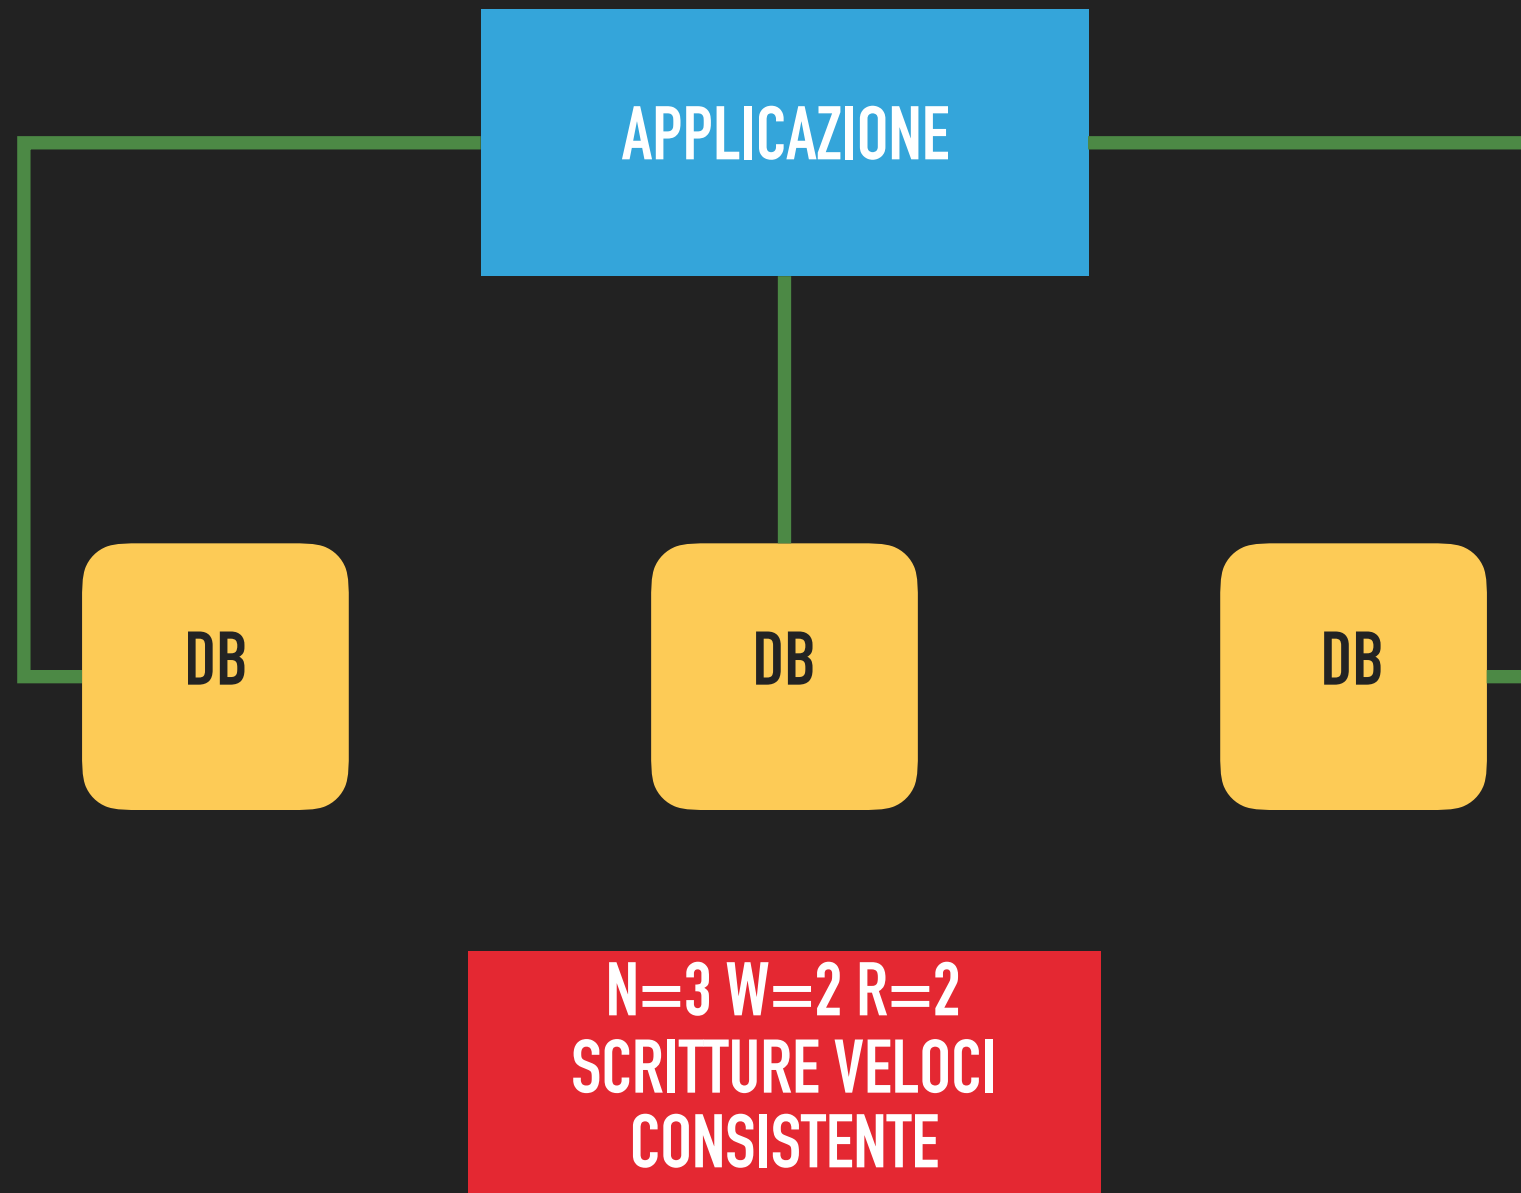 APPLICAZIONE
DB
DB
DB
N=3 W=2 R=2
SCRITTURE VELOCI
CONSISTENTE